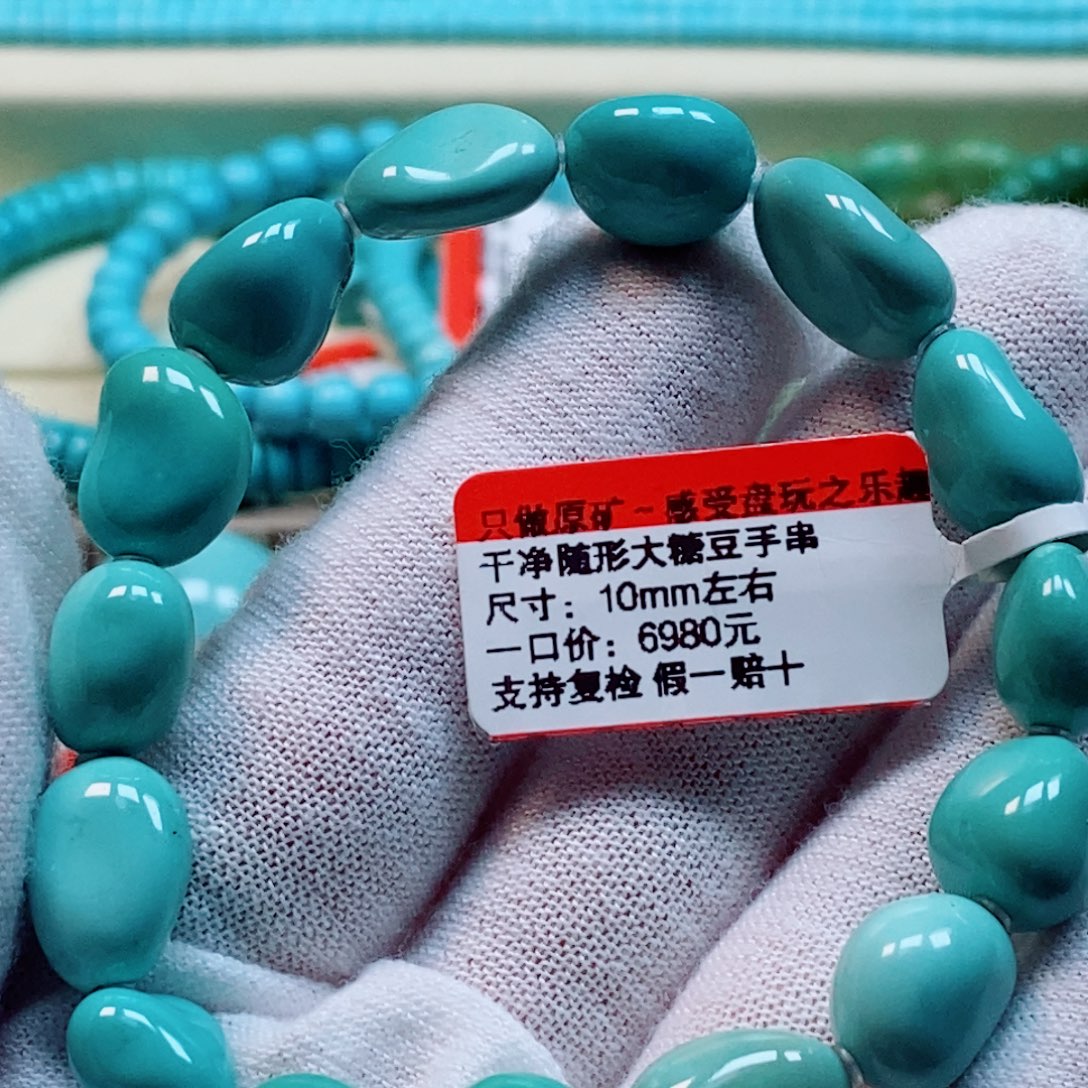 只做原矿~感受盘玩之乐趣
干净随形大糖豆手串
尺寸：10mm左右
一口价：6980元
支持复检 假一赔十